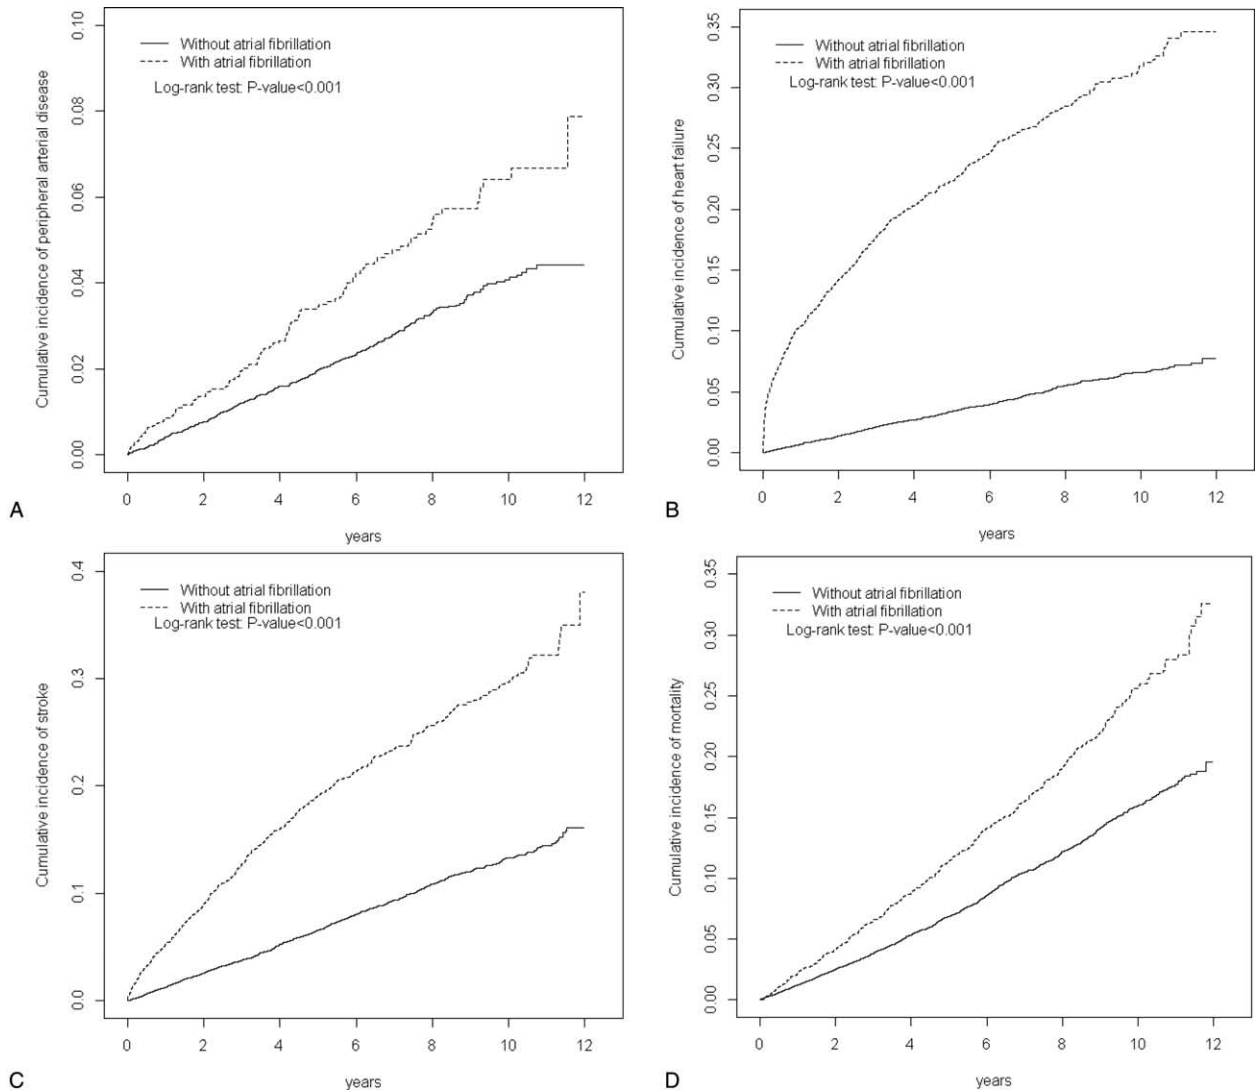 0.10
0.08
0.06
0.04
0.02
0.00
Cumulative incidence of peripheral arterial disease
Without atrial fibrillation
With atrial fibrillation
Log-rank test: P-value<0.001
0 2 4 6 8 10 12
years
A
0.35
0.30
0.25
0.20
0.15
0.10
0.05
0.00
Cumulative incidence of heart failure
Without atrial fibrillation
With atrial fibrillation
Log-rank test: P-value<0.001
0 2 4 6 8 10 12
years
B
0.4
0.3
0.2
0.1
0.0
Cumulative incidence of stroke
Without atrial fibrillation
With atrial fibrillation
Log-rank test: P-value<0.001
0 2 4 6 8 10 12
years
C
0.35
0.30
0.25
0.20
0.15
0.10
0.05
0.00
Cumulative incidence of mortality
Without atrial fibrillation
With atrial fibrillation
Log-rank test: P-value<0.001
0 2 4 6 8 10 12
years
D